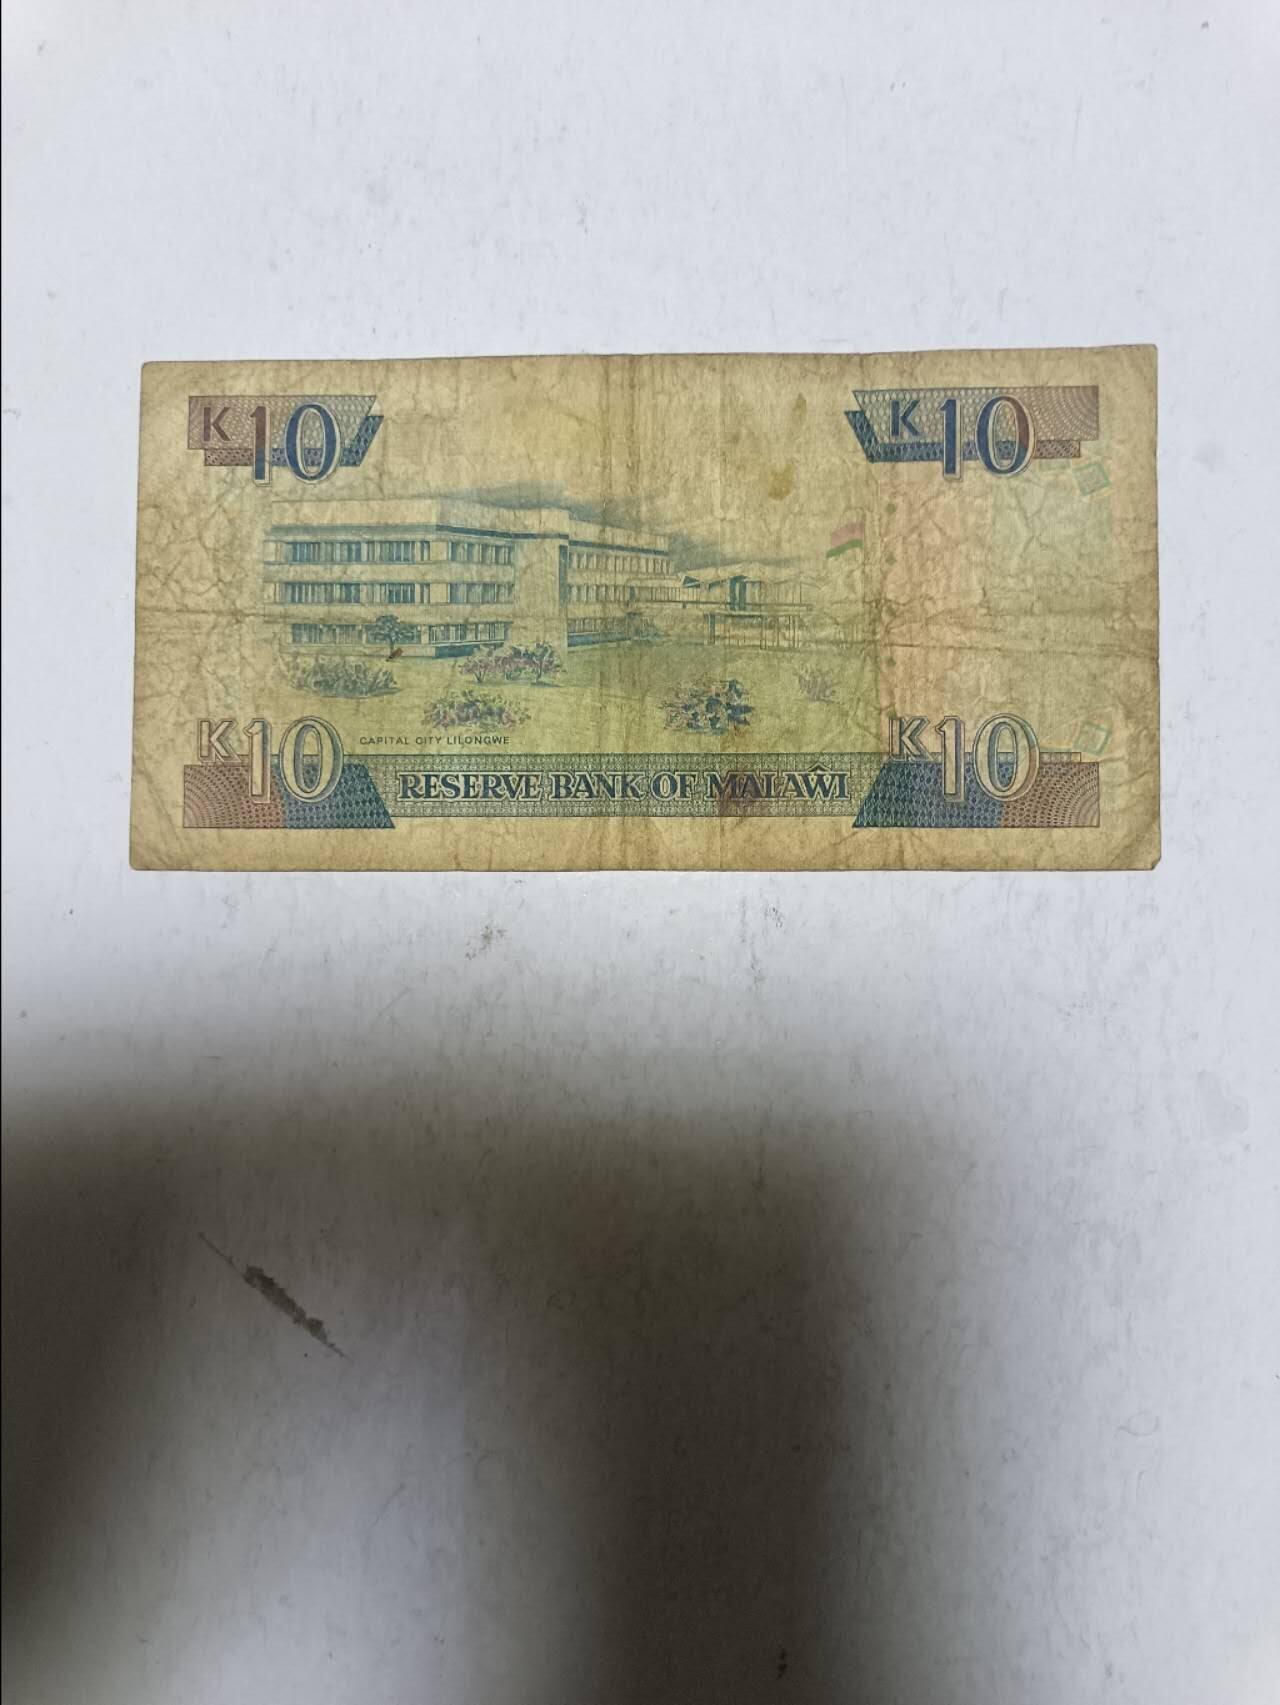 K10 K10
K10 K10
CAPITAL CITY LILONGWE
RESERVE BANK OF MALAŴI